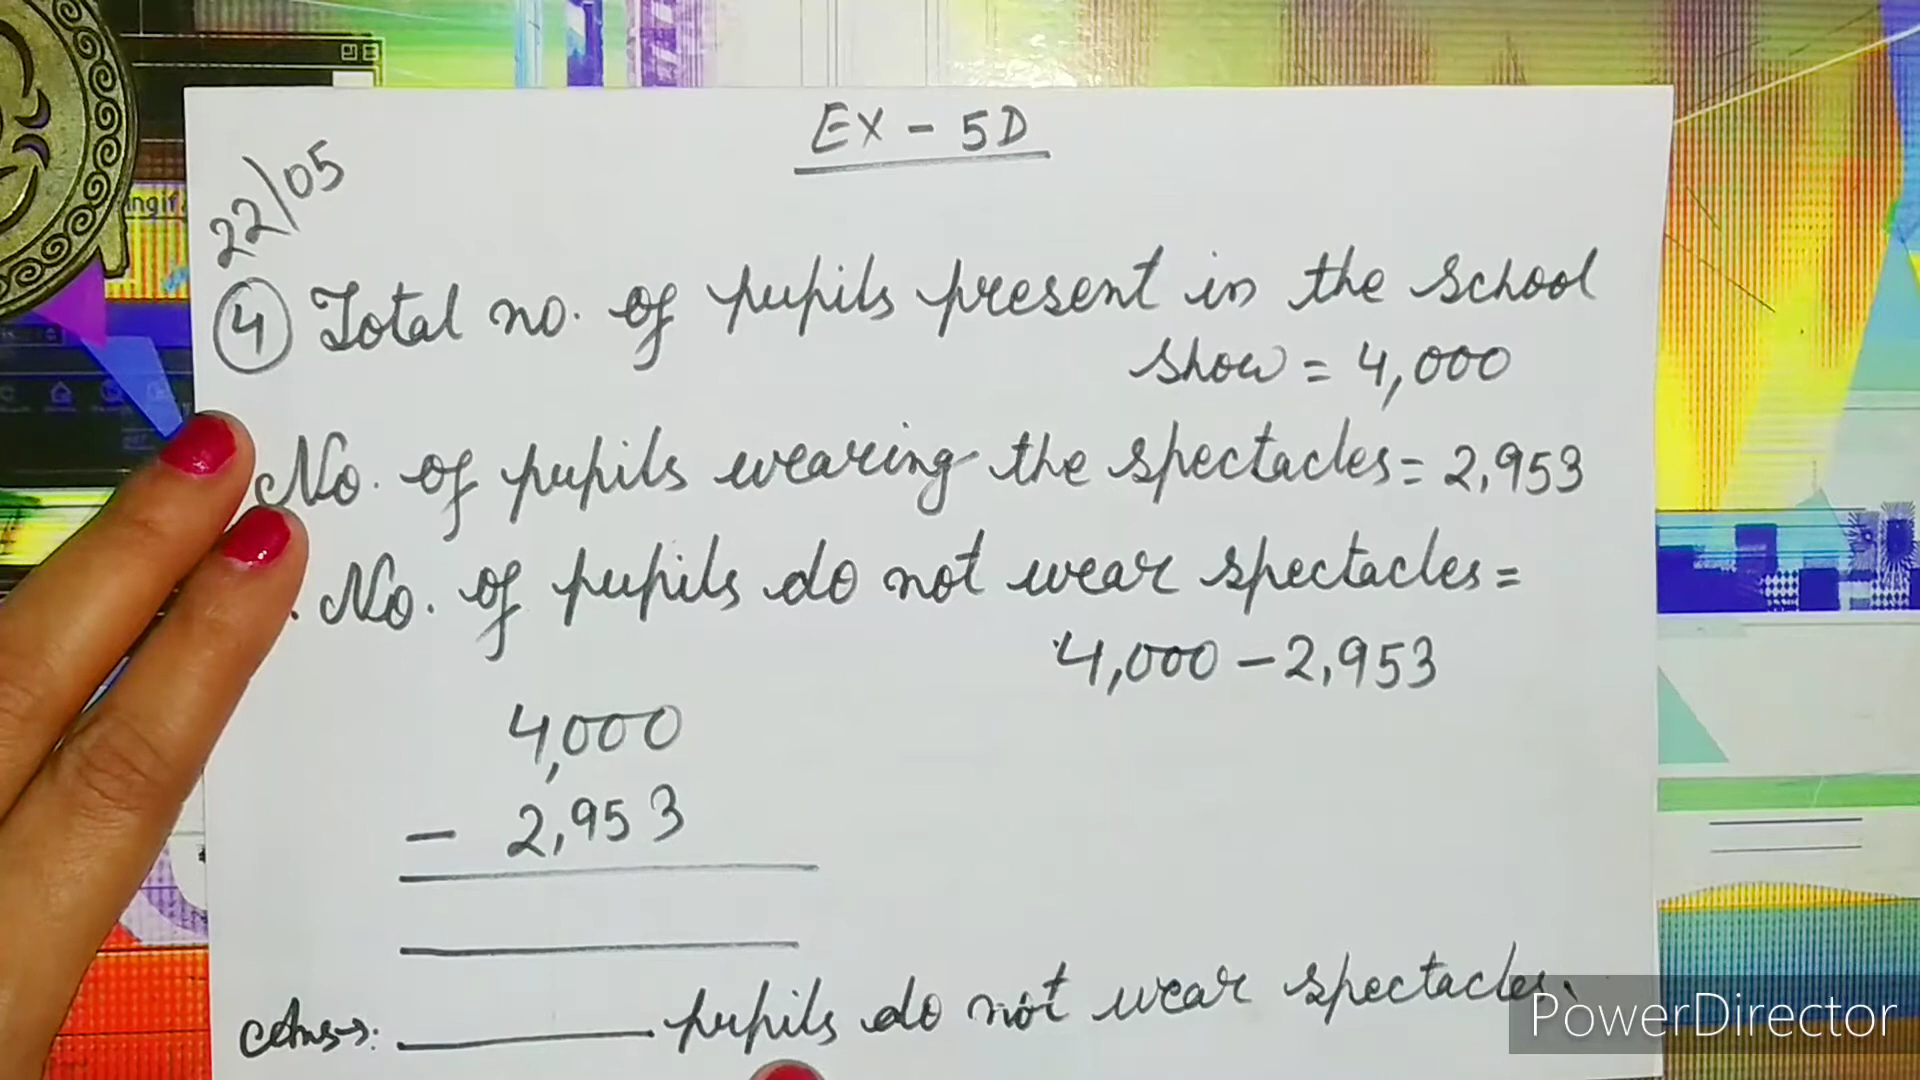 EX - 5D
22/05
4 Total no. of pupils present in the school
show = 4,000
No. of pupils wearing the spectacles = 2,953
. No. of pupils do not wear spectacles =
4,000 - 2,953
4,000
- 2,953
Ans→: ______ pupils do not wear spectacles.
PowerDirector